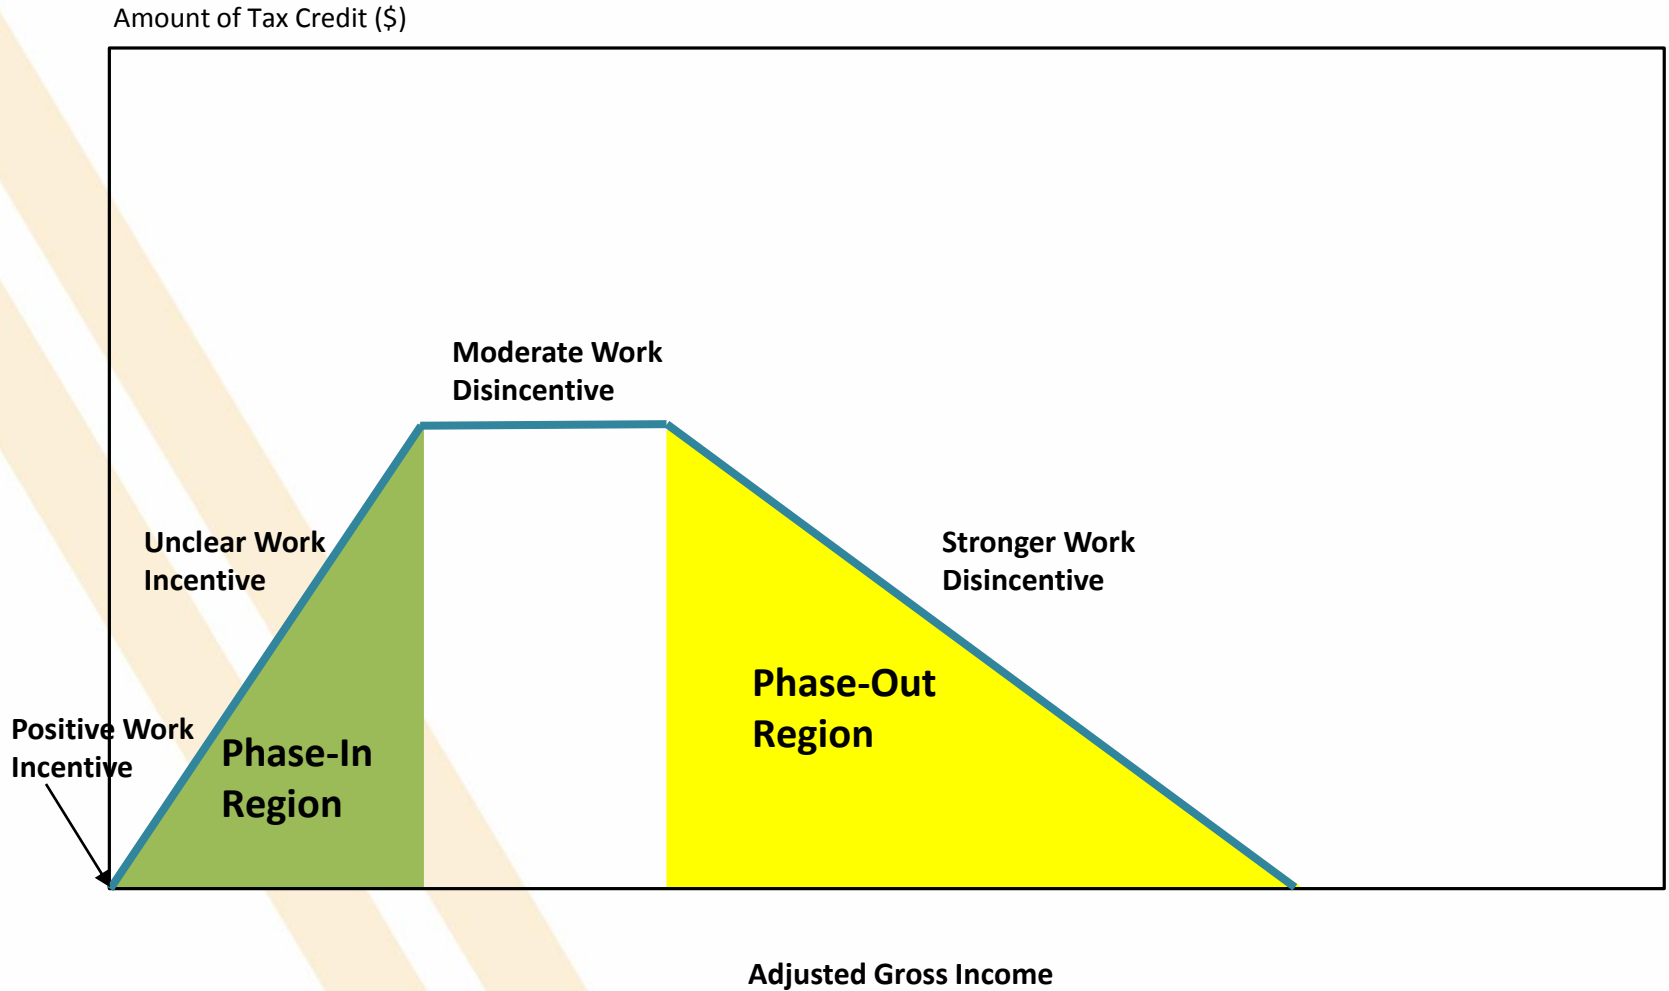 Amount of Tax Credit ($)
Moderate Work
Disincentive
Unclear Work
Incentive
Stronger Work
Disincentive
Phase-Out
Region
Positive Work
Incentive
Phase-In
Region
Adjusted Gross Income